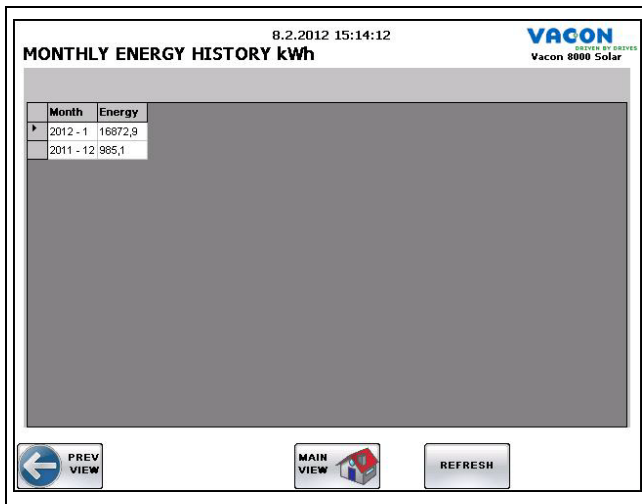 8.2.2012 15:14:12
MONTHLY ENERGY HISTORY kWh
VACON
DRIVEN BY DRIVES
Vacon 8000 Solar
Month Energy
2012 - 1 16872,9
2011 - 12 985,1
PREV
VIEW
MAIN
VIEW
REFRESH